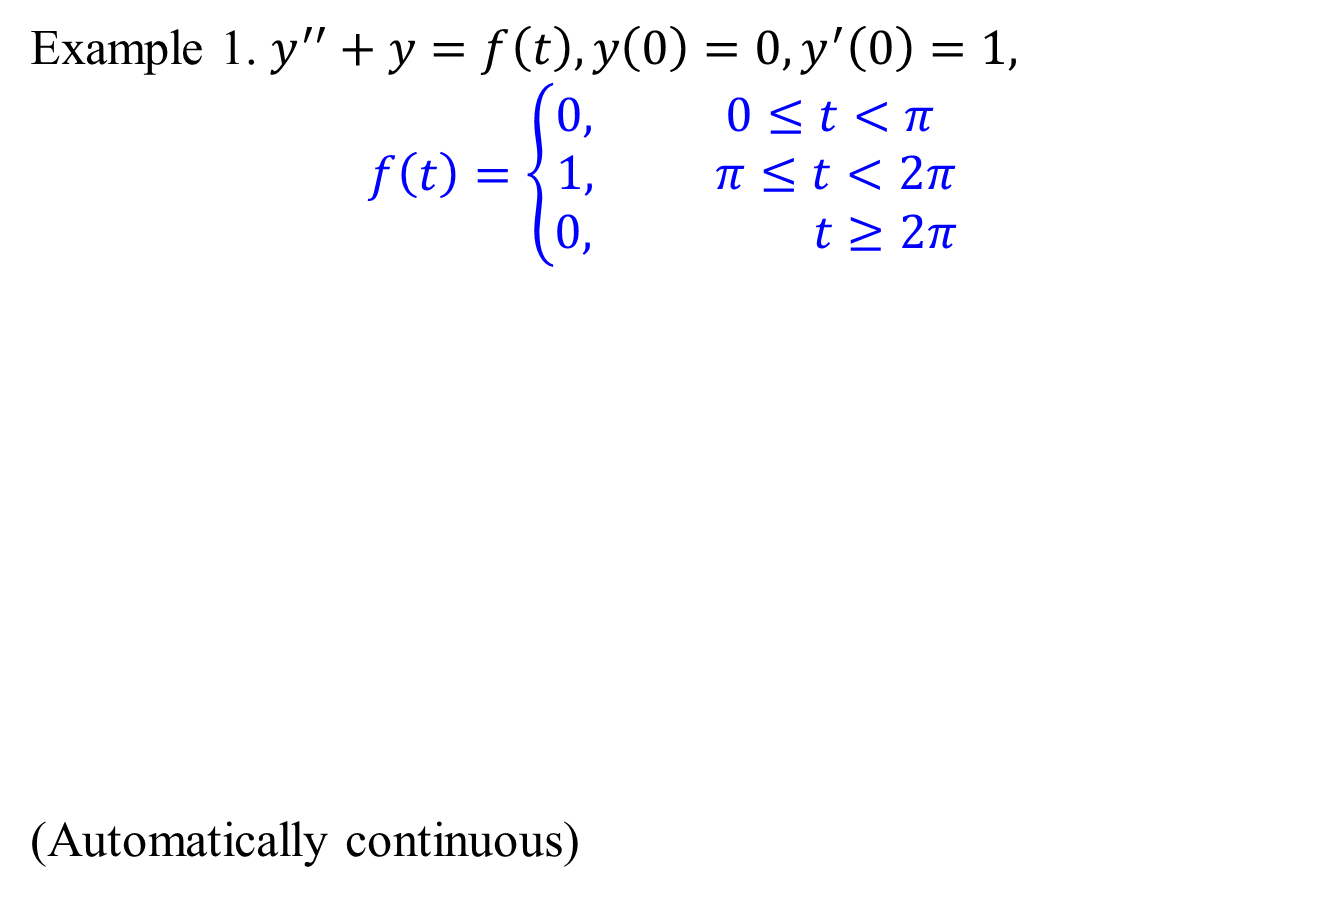 Example 1. y′′ + y = f(t), y(0) = 0, y′(0) = 1,
f(t) = { 0, 0 ≤ t < π
1, π ≤ t < 2π
0, t ≥ 2π
(Automatically continuous)